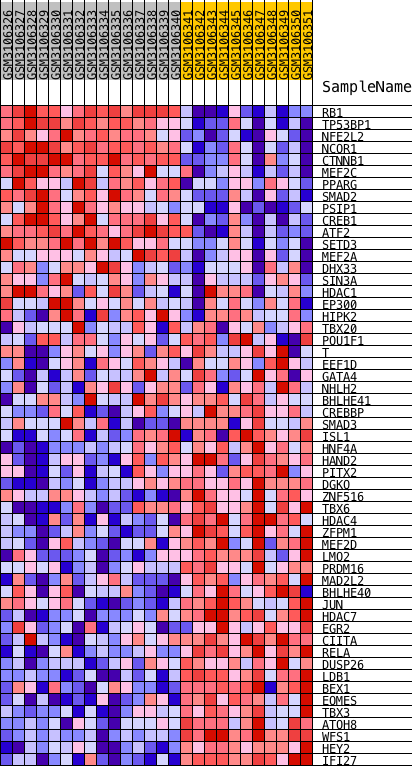 GSM3106326
GSM3106327
GSM3106328
GSM3106329
GSM3106330
GSM3106331
GSM3106332
GSM3106333
GSM3106334
GSM3106335
GSM3106336
GSM3106337
GSM3106338
GSM3106339
GSM3106340
GSM3106341
GSM3106342
GSM3106343
GSM3106344
GSM3106345
GSM3106346
GSM3106347
GSM3106348
GSM3106349
GSM3106350
GSM3106351
SampleName
RB1
TP53BP1
NFE2L2
NCOR1
CTNNB1
MEF2C
PPARG
SMAD2
PSIP1
CREB1
ATF2
SETD3
MEF2A
DHX33
SIN3A
HDAC1
EP300
HIPK2
TBX20
POU1F1
T
EEF1D
GATA4
NHLH2
BHLHE41
CREBBP
SMAD3
ISL1
HNF4A
HAND2
PITX2
DGKQ
ZNF516
TBX6
HDAC4
ZFPM1
MEF2D
LMO2
PRDM16
MAD2L2
BHLHE40
JUN
HDAC7
EGR2
CIITA
RELA
DUSP26
LDB1
BEX1
EOMES
TBX3
ATOH8
WFS1
HEY2
IFI27